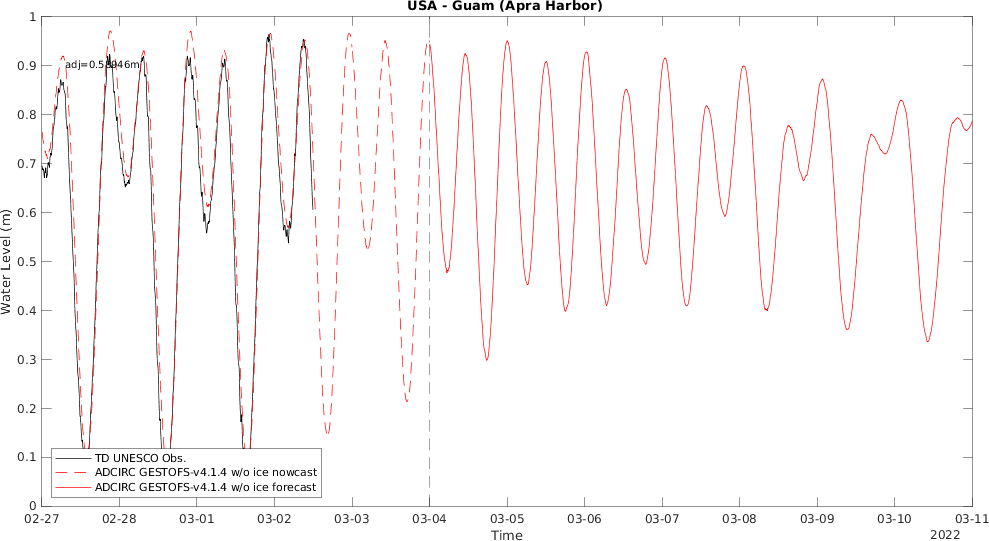 USA - Guam (Apra Harbor)
Water Level (m)
1
0.9
0.8
0.7
0.6
0.5
0.4
0.3
0.2
0.1
0
TD UNESCO Obs.
ADCIRC GESTOFS-v4.1.4 w/o ice nowcast
ADCIRC GESTOFS-v4.1.4 w/o ice forecast
02-27 02-28 03-01 03-02 03-03 03-04 03-05 03-06 03-07 03-08 03-09 03-10 03-11
Time
2022